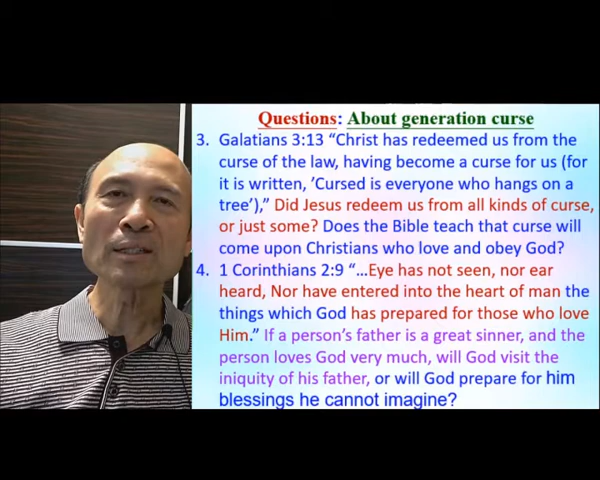 Questions: About generation curse
3. Galatians 3:13 “Christ has redeemed us from the
curse of the law, having become a curse for us (for
it is written, ’Cursed is everyone who hangs on a
tree’),” Did Jesus redeem us from all kinds of curse,
or just some? Does the Bible teach that curse will
come upon Christians who love and obey God?
4. 1 Corinthians 2:9 “…Eye has not seen, nor ear
heard, Nor have entered into the heart of man the
things which God has prepared for those who love
Him.” If a person’s father is a great sinner, and the
person loves God very much, will God visit the
iniquity of his father, or will God prepare for him
blessings he cannot imagine?